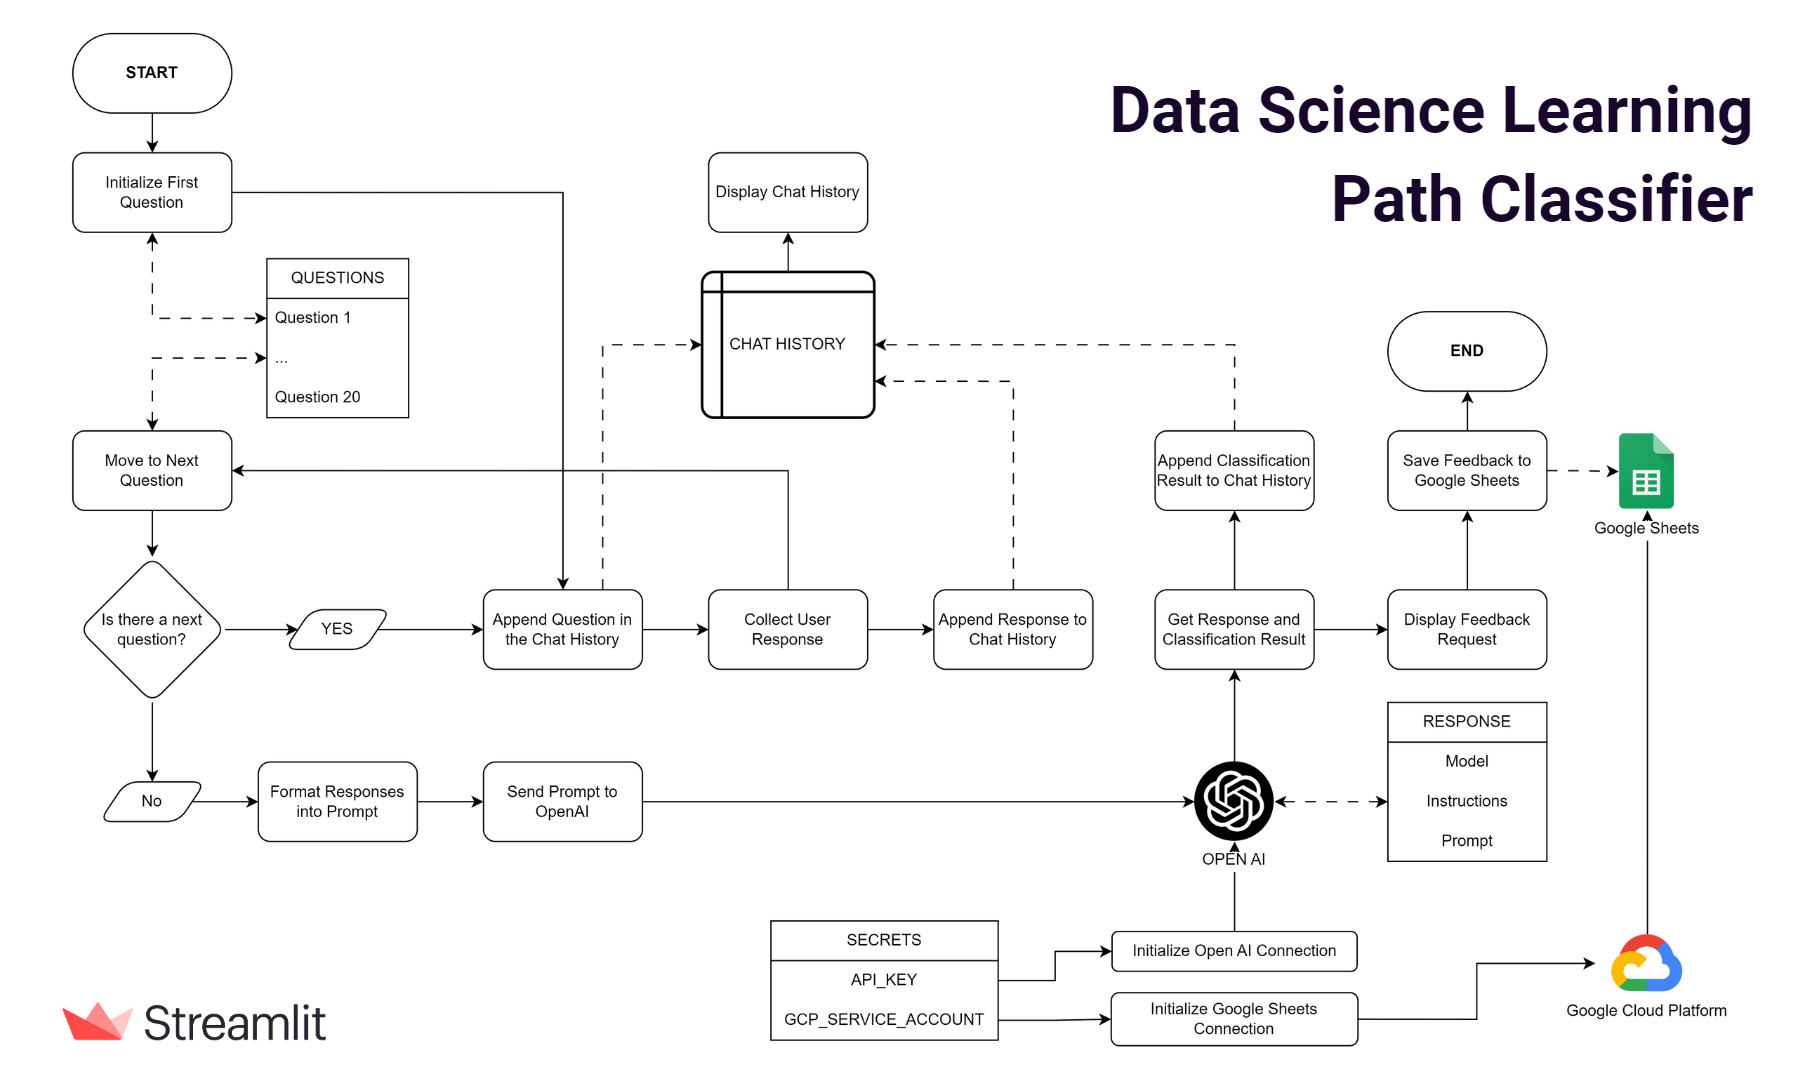 START
Data Science Learning
Path Classifier
Initialize First
Question
Display Chat History
QUESTIONS
Question 1
...
Question 20
CHAT HISTORY
END
Move to Next
Question
Append Classification
Result to Chat History
Save Feedback to
Google Sheets
Google Sheets
Is there a next
question?
YES
Append Question in
the Chat History
Collect User
Response
Append Response to
Chat History
Get Response and
Classification Result
Display Feedback
Request
No
Format Responses
into Prompt
Send Prompt to
OpenAI
OPEN AI
RESPONSE
Model
Instructions
Prompt
SECRETS
API_KEY
GCP_SERVICE_ACCOUNT
Initialize Open AI Connection
Initialize Google Sheets
Connection
Google Cloud Platform
Streamlit